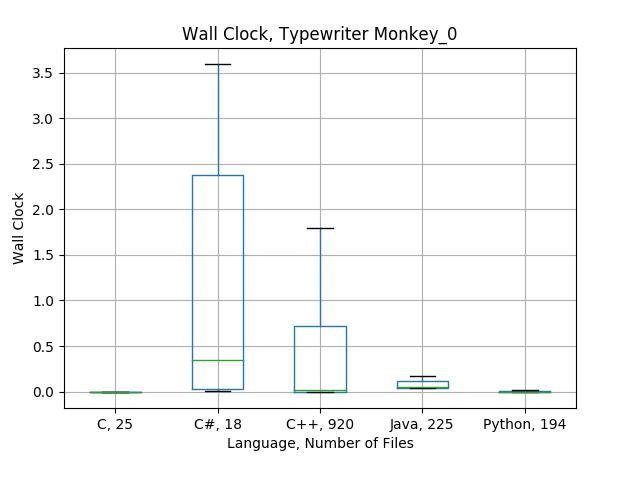 Wall Clock, Typewriter Monkey_0
Wall Clock
3.5
3.0
2.5
2.0
1.5
1.0
0.5
0.0
C, 25 C#, 18 C++, 920 Java, 225 Python, 194
Language, Number of Files